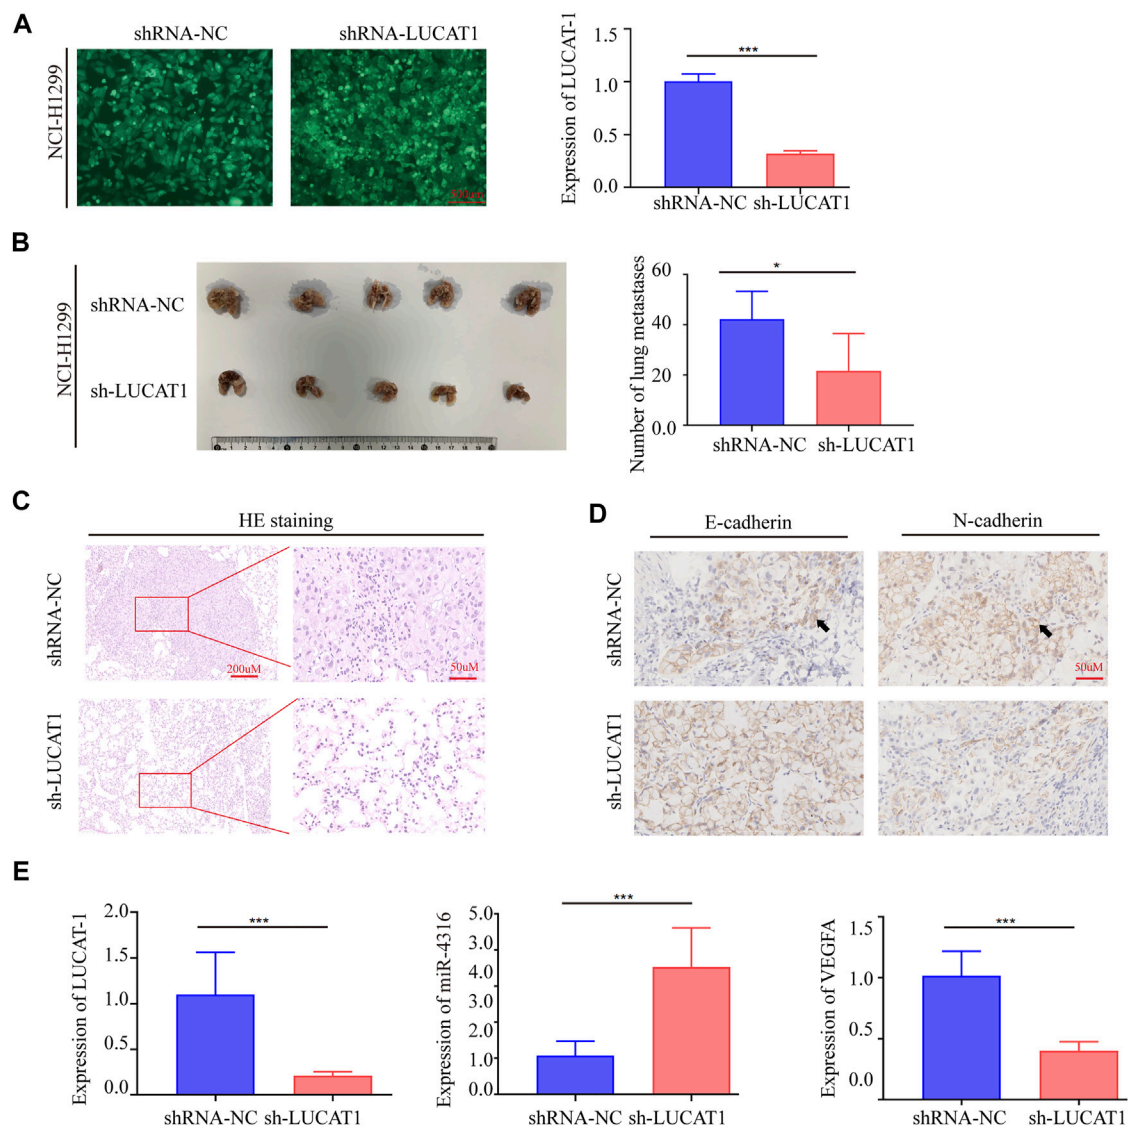 A
shRNA-NC
shRNA-LUCAT1
NCI-H1299
Expression of LUCAT-1
1.5
1.0
0.5
0.0
***
shRNA-NC sh-LUCAT1
B
NCI-H1299
shRNA-NC
sh-LUCAT1
Number of lung metastases
60
40
20
0.0
*
shRNA-NC sh-LUCAT1
C
HE staining
shRNA-NC
200uM
50uM
sh-LUCAT1
D
E-cadherin
N-cadherin
shRNA-NC
50uM
sh-LUCAT1
E
Expression of LUCAT-1
2.0
1.5
1.0
0.5
0.0
***
shRNA-NC sh-LUCAT1
Expression of miR-4316
5.0
3.0
4.0
2.0
1.0
0.0
***
shRNA-NC sh-LUCAT1
Expression of VEGFA
1.5
1.0
0.5
0.0
***
shRNA-NC sh-LUCAT1